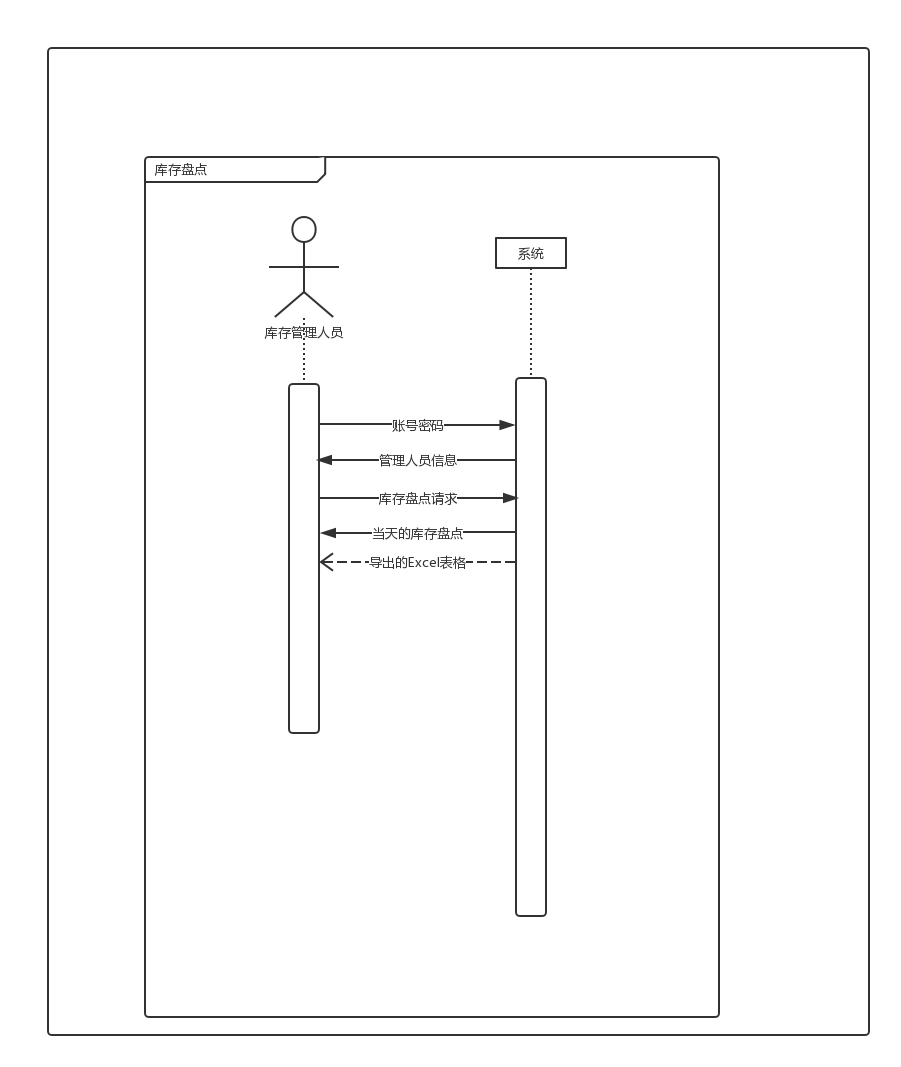 库存盘点
系统
库存管理人员
账号密码
管理人员信息
库存盘点请求
当天的库存盘点
导出的Excel表格